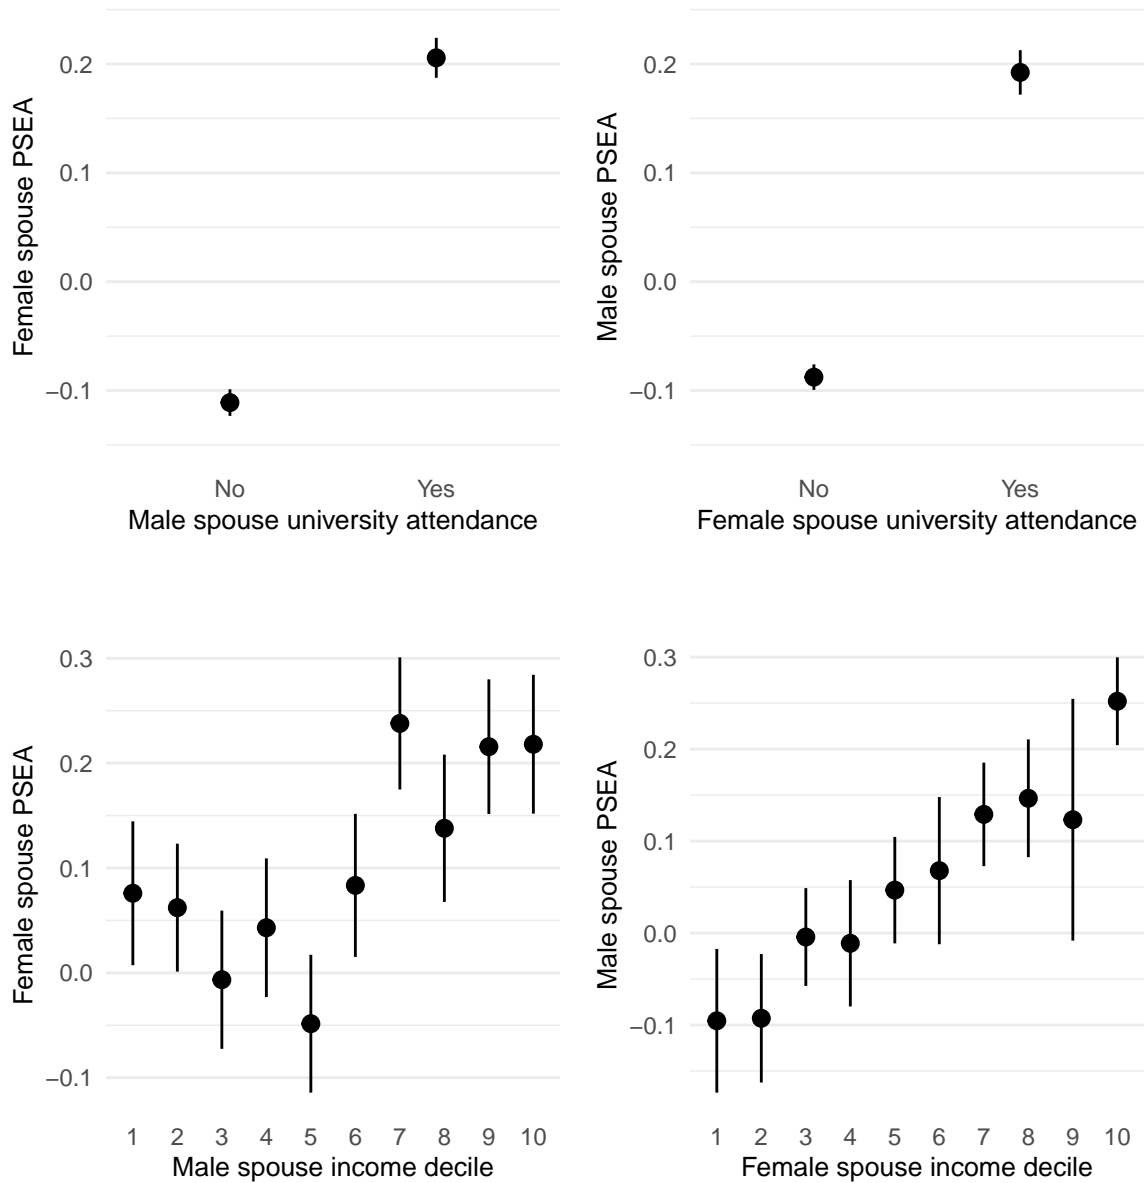 Female spouse PSEA
0.2
0.1
0.0
−0.1
No Yes
Male spouse university attendance
Male spouse PSEA
0.2
0.1
0.0
−0.1
No Yes
Female spouse university attendance
Female spouse PSEA
0.3
0.2
0.1
0.0
−0.1
1 2 3 4 5 6 7 8 9 10
Male spouse income decile
Male spouse PSEA
0.3
0.2
0.1
0.0
−0.1
1 2 3 4 5 6 7 8 9 10
Female spouse income decile